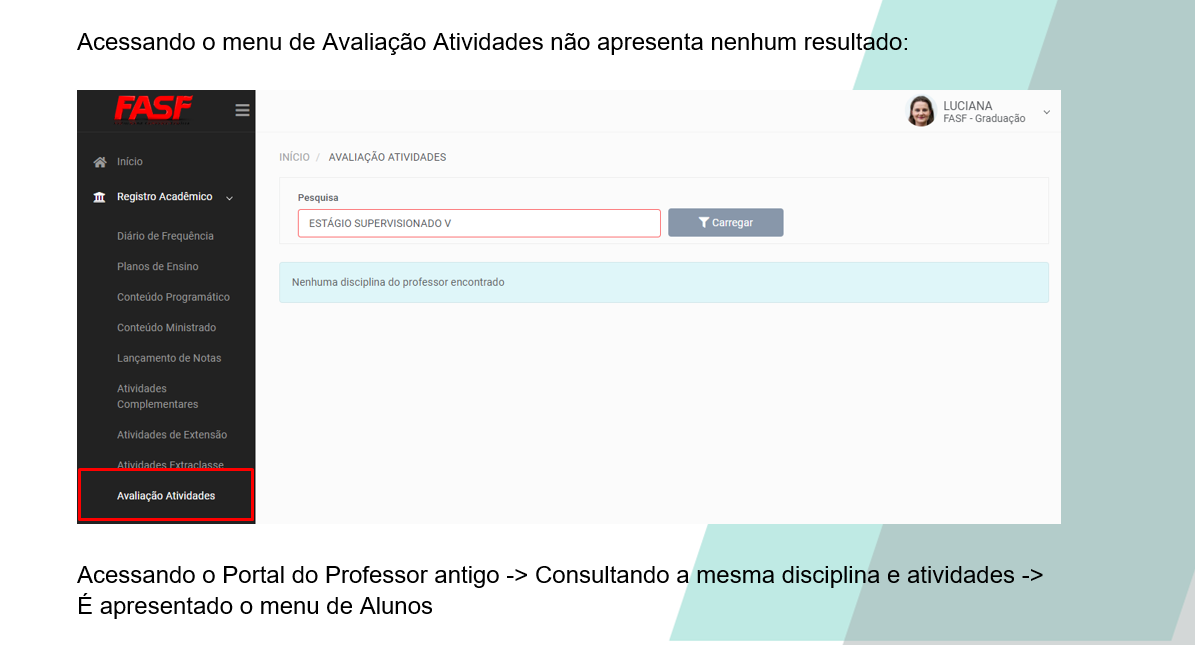 Acessando o menu de Avaliação Atividades não apresenta nenhum resultado:
FASF
LUCIANA
FASF - Graduação
Início
INÍCIO / AVALIAÇÃO ATIVIDADES
Registro Acadêmico
Pesquisa
ESTÁGIO SUPERVISIONADO V
Carregar
Diário de Frequência
Planos de Ensino
Nenhuma disciplina do professor encontrado
Conteúdo Programático
Conteúdo Ministrado
Lançamento de Notas
Atividades
Complementares
Atividades de Extensão
Atividades Extraclasse
Avaliação Atividades
Acessando o Portal do Professor antigo -> Consultando a mesma disciplina e atividades ->
É apresentado o menu de Alunos